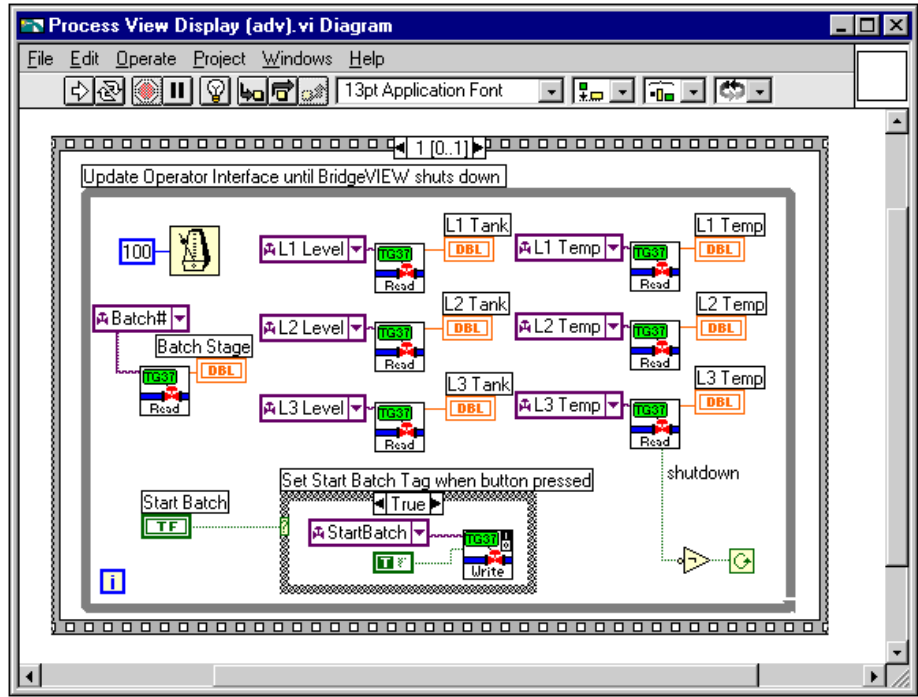 Process View Display (adv).vi Diagram
File Edit Operate Project Windows Help
13pt Application Font
1 [0..1]
Update Operator Interface until BridgeVIEW shuts down
100
L1 Level
TG37
Read
L1 Tank
DBL
L1 Temp
TG37
Read
L1 Temp
DBL
Batch#
TG37
Read
Batch Stage
DBL
L2 Level
TG37
Read
L2 Tank
DBL
L2 Temp
TG37
Read
L2 Temp
DBL
L3 Level
TG37
Read
L3 Tank
DBL
L3 Temp
TG37
Read
L3 Temp
DBL
shutdown
Set Start Batch Tag when button pressed
True
Start Batch
TF
?
StartBatch
TG37
1
0
Write
T F
i